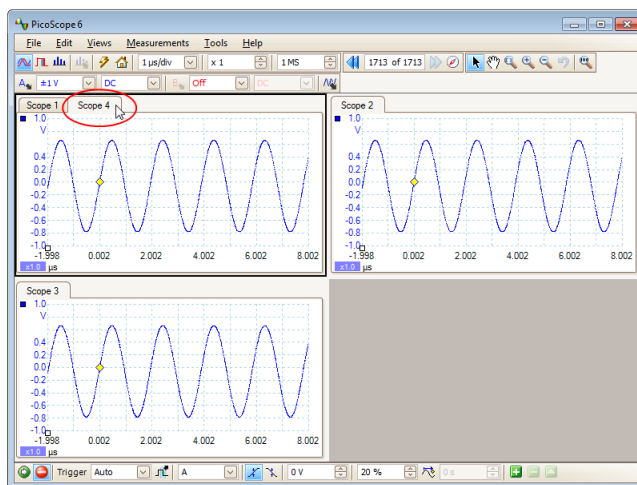 PicoScope 6
File Edit Views Measurements Tools Help
1 µs/div x 1 1 MS 1713 of 1713
A ±1 V DC B Off DC
Scope 1 Scope 4
1.0
V
0.4
0.2
0.0
-0.2
-0.4
-0.6
-0.8
-1.0
-1.998 0.002 2.002 4.002 6.002 8.002
x1.0 µs
Scope 2
1.0
V
0.4
0.2
0.0
-0.2
-0.4
-0.6
-0.8
-1.0
-1.998 0.002 2.002 4.002 6.002 8.002
x1.0 µs
Scope 3
1.0
V
0.4
0.2
0.0
-0.2
-0.4
-0.6
-0.8
-1.0
-1.998 0.002 2.002 4.002 6.002 8.002
x1.0 µs
Trigger Auto A 0 V 20 % 0 s